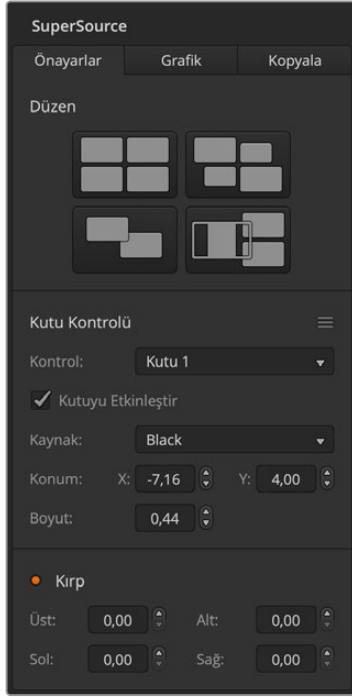 SuperSource
Önayarlar Grafik Kopyala
Düzen
Kutu Kontrolü
Kontrol: Kutu 1
Kutuyu Etkinleştir
Kaynak: Black
Konum: X: -7,16 Y: 4,00
Boyut: 0,44
Kırp
Üst: 0,00 Alt: 0,00
Sol: 0,00 Sağ: 0,00